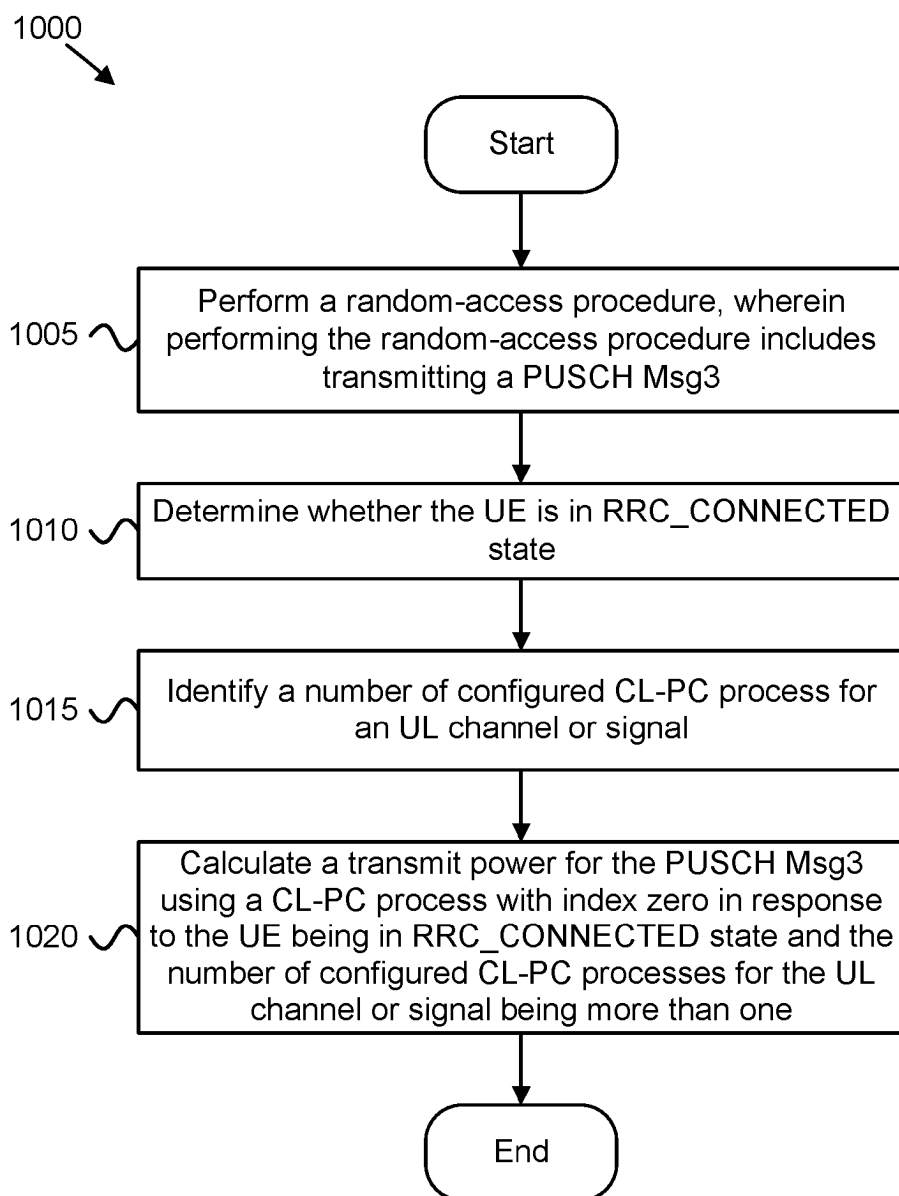 1000
Start
1005
Perform a random-access procedure, wherein
performing the random-access procedure includes
transmitting a PUSCH Msg3
1010
Determine whether the UE is in RRC_CONNECTED
state
1015
Identify a number of configured CL-PC process for
an UL channel or signal
1020
Calculate a transmit power for the PUSCH Msg3
using a CL-PC process with index zero in response
to the UE being in RRC_CONNECTED state and the
number of configured CL-PC processes for the UL
channel or signal being more than one
End